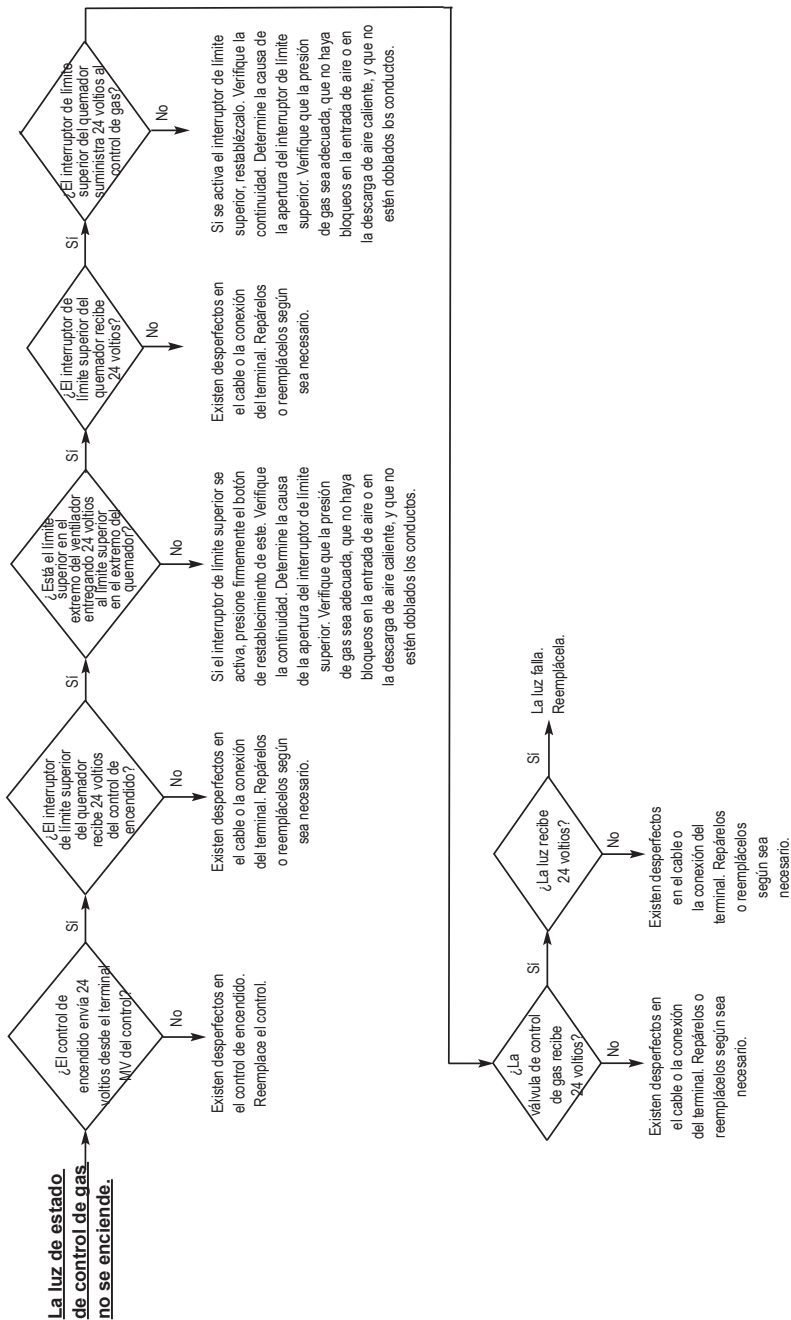 La luz de estado
de control de gas
no se enciende.
¿El control de
encendido envía 24
voltios desde el terminal
MV del control?
Sí
No
Existen desperfectos en
el control de encendido.
Reemplace el control.
¿El interruptor
de límite superior
del quemador
recibe 24 voltios
del control de
encendido?
Sí
No
Existen desperfectos en
el cable o la conexión
del terminal. Repárelos
o reemplácelos según
sea necesario.
¿Está el límite
superior en el
extremo del ventilador
entregando 24 voltios
al límite superior
en el extremo del
quemador?
Sí
No
Si el interruptor de límite superior se
activa, presione firmemente el botón
de restablecimiento de este. Verifique
la continuidad. Determine la causa
de la apertura del interruptor de límite
superior. Verifique que la presión
de gas sea adecuada, que no haya
bloqueos en la entrada de aire o en
la descarga de aire caliente, y que no
estén doblados los conductos.
¿El interruptor de
límite superior del
quemador recibe
24 voltios?
Sí
No
Existen desperfectos en
el cable o la conexión
del terminal. Repárelos
o reemplácelos según
sea necesario.
¿El interruptor de límite
superior del quemador
suministra 24 voltios al
control de gas?
No
Si se activa el interruptor de límite
superior, restablézcalo. Verifique la
continuidad. Determine la causa de
la apertura del interruptor de límite
superior. Verifique que la presión
de gas sea adecuada, que no haya
bloqueos en la entrada de aire o en
la descarga de aire caliente, y que no
estén doblados los conductos.
¿La
válvula de control
de gas recibe
24 voltios?
Sí
No
Existen desperfectos en
el cable o la conexión
del terminal. Repárelos o
reemplácelos según sea
necesario.
¿La luz recibe
24 voltios?
Sí
No
Existen desperfectos
en el cable o
la conexión del
terminal. Repárelos
o reemplácelos
según sea
necesario.
La luz falla.
Reemplácela.